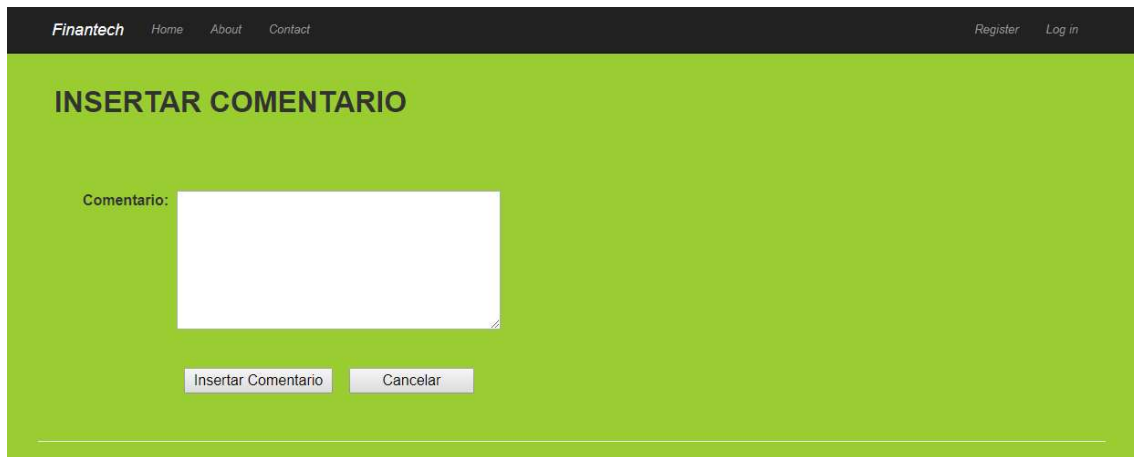 Finantech Home About Contact Register Log in
INSERTAR COMENTARIO
Comentario:
Insertar Comentario Cancelar